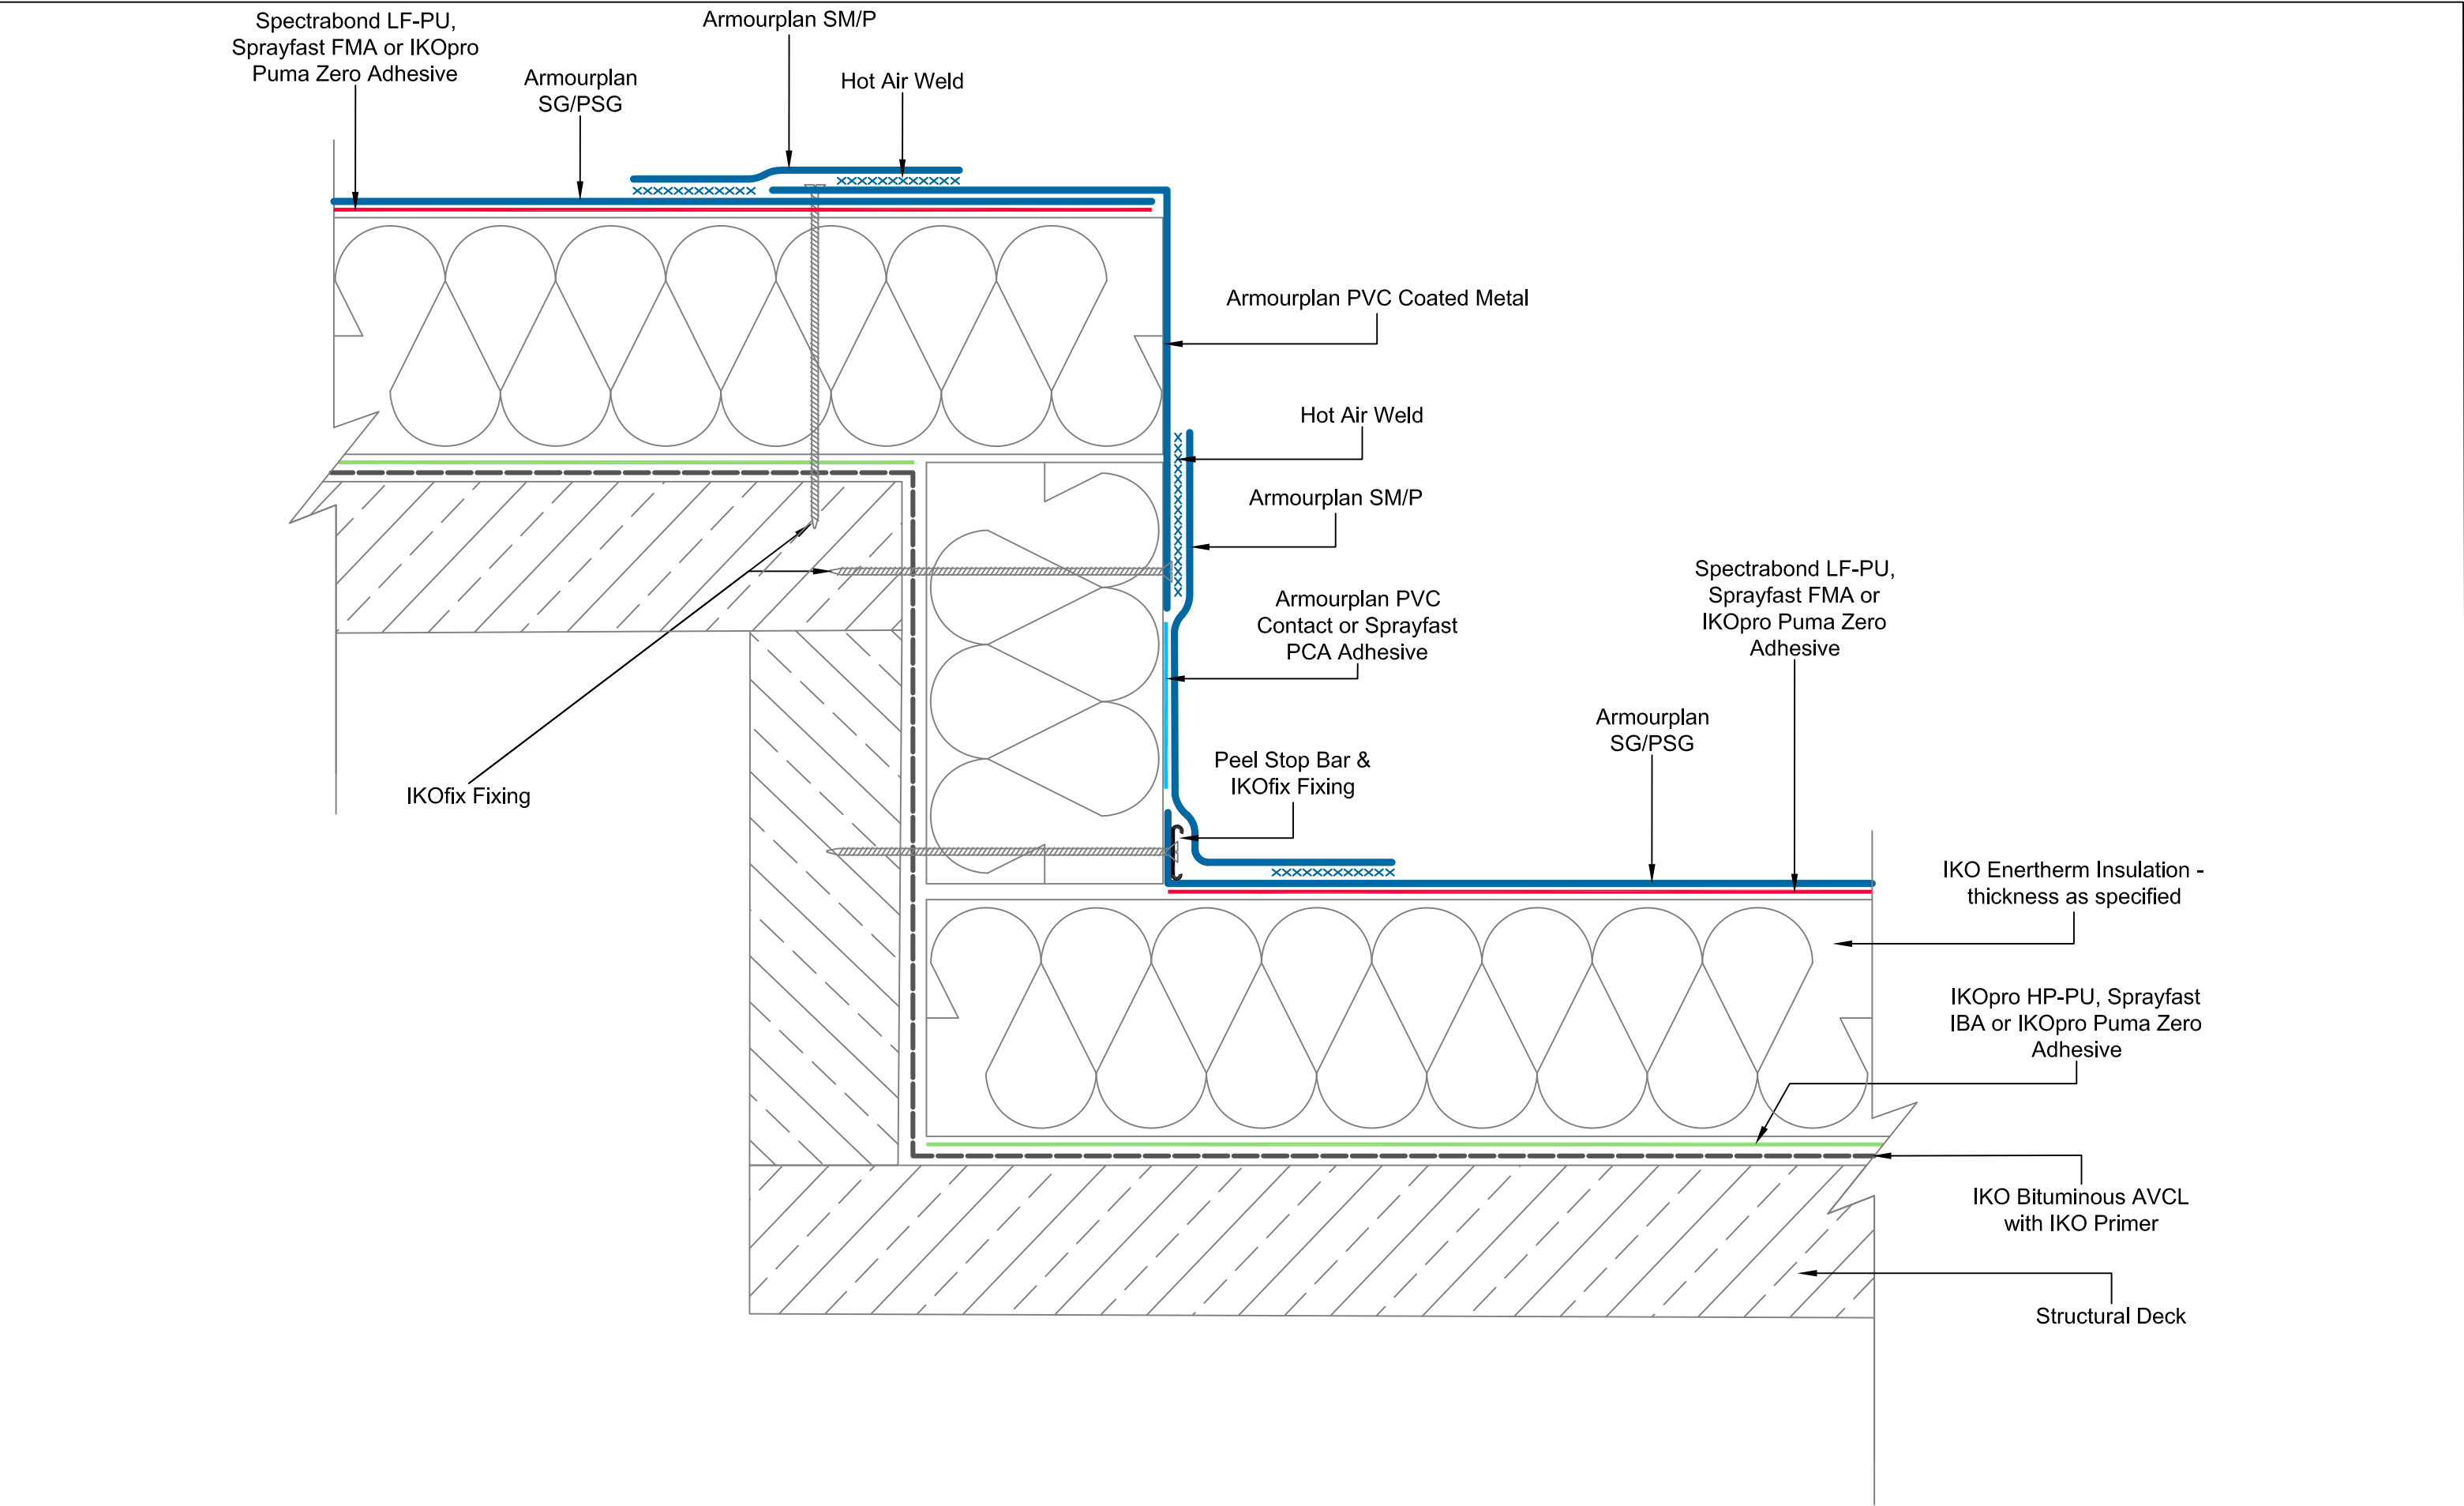 Spectrabond LF-PU,
Sprayfast FMA or IKOpro
Puma Zero Adhesive
Armourplan
SG/PSG
Armourplan SM/P
Hot Air Weld
Armourplan PVC Coated Metal
Hot Air Weld
Armourplan SM/P
Armourplan PVC
Contact or Sprayfast
PCA Adhesive
Spectrabond LF-PU,
Sprayfast FMA or
IKOpro Puma Zero
Adhesive
Armourplan
SG/PSG
Peel Stop Bar &
IKOfix Fixing
IKOfix Fixing
IKO Enertherm Insulation -
thickness as specified
IKOpro HP-PU, Sprayfast
IBA or IKOpro Puma Zero
Adhesive
IKO Bituminous AVCL
with IKO Primer
Structural Deck